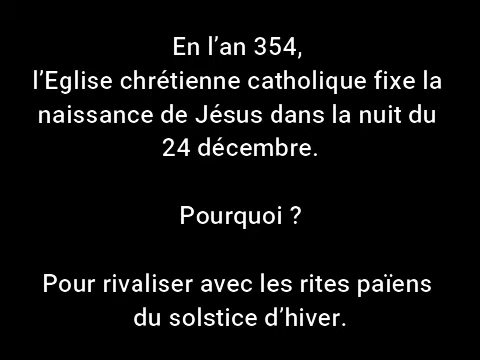 En l’an 354,
l’Eglise chrétienne catholique fixe la
naissance de Jésus dans la nuit du
24 décembre.
Pourquoi ?
Pour rivaliser avec les rites païens
du solstice d’hiver.